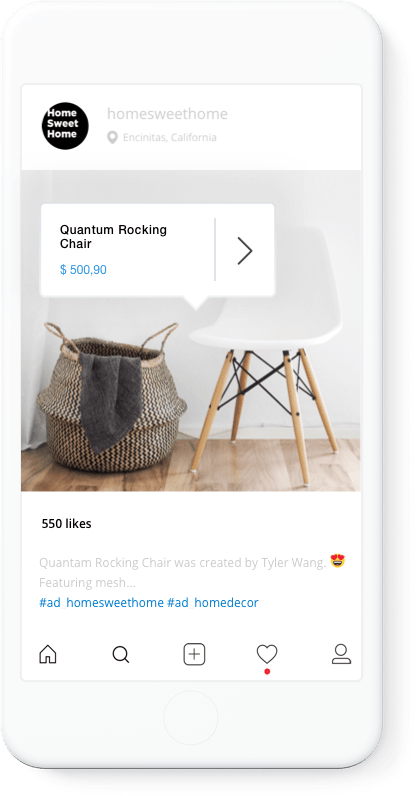 Home
Sweet
Home
homesweethome
Encinitas, California
Quantum Rocking
Chair
$ 500,90
550 likes
Quantam Rocking Chair was created by Tyler Wang. 😍
Featuring mesh...
#ad homesweethome #ad homedecor